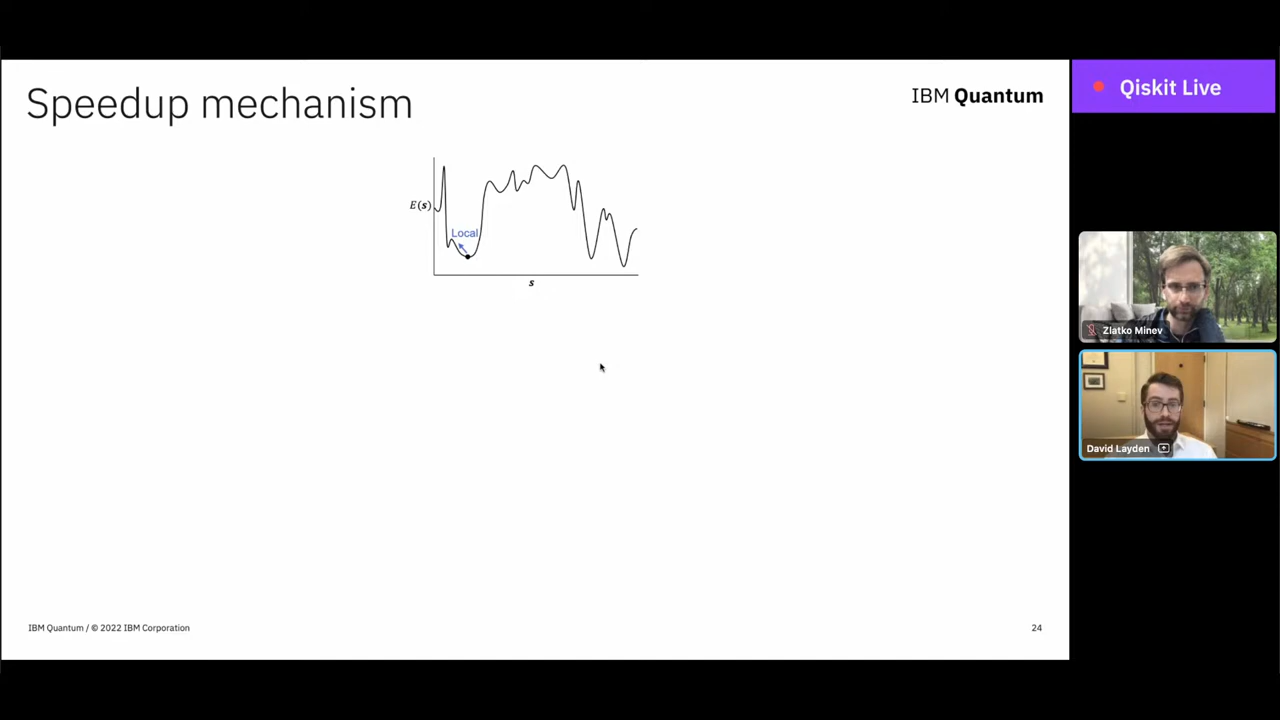 Speedup mechanism
IBM Quantum
Qiskit Live
E(s)
Local
s
Zlatko Minev
David Layden
IBM Quantum / © 2022 IBM Corporation
24